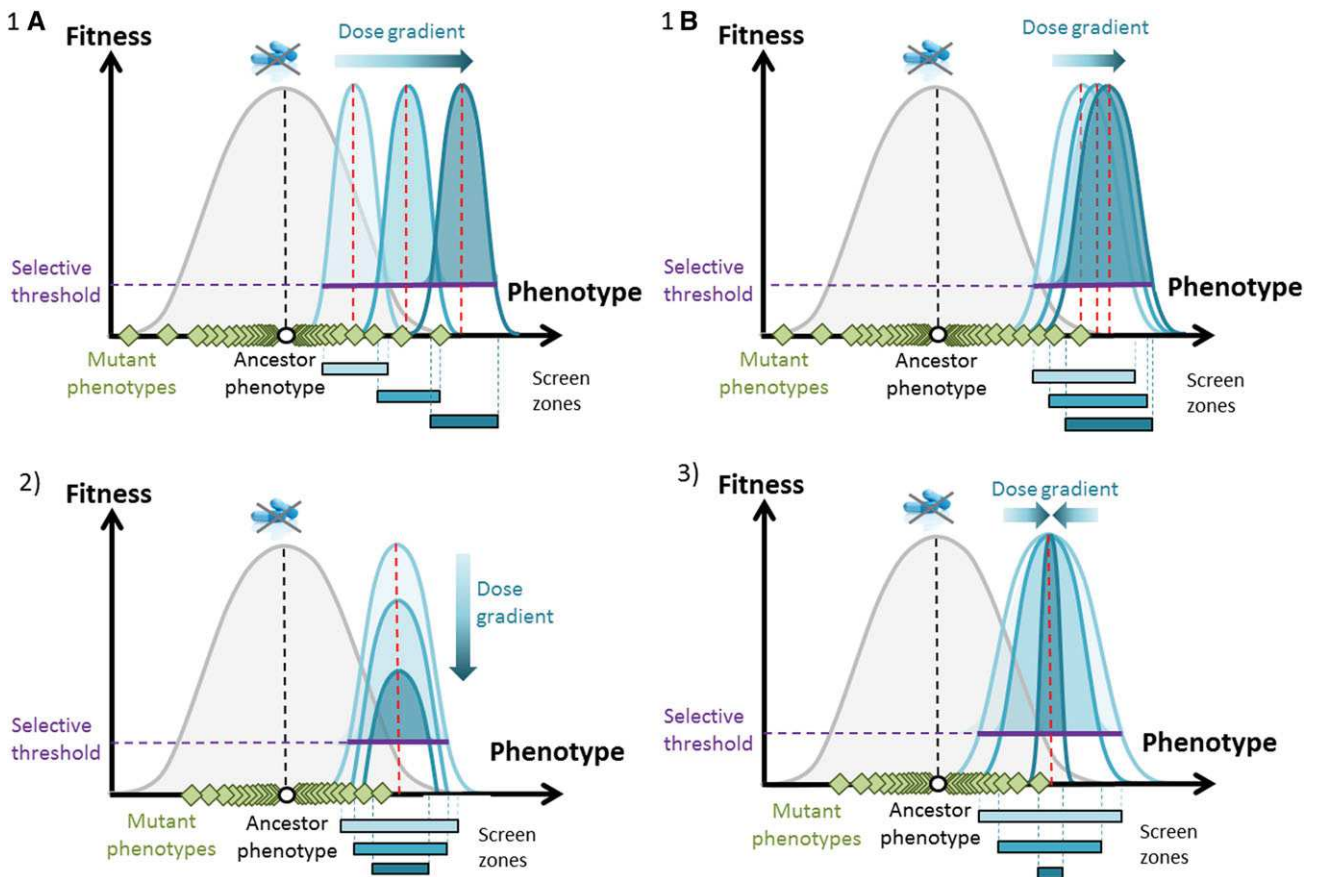 1 A
Fitness
Dose gradient
Selective
threshold
Phenotype
Mutant
phenotypes
Ancestor
phenotype
Screen
zones
1 B
Fitness
Dose gradient
Selective
threshold
Phenotype
Mutant
phenotypes
Ancestor
phenotype
Screen
zones
2)
Fitness
Dose
gradient
Selective
threshold
Phenotype
Mutant
phenotypes
Ancestor
phenotype
Screen
zones
3)
Fitness
Dose gradient
Selective
threshold
Phenotype
Mutant
phenotypes
Ancestor
phenotype
Screen
zones